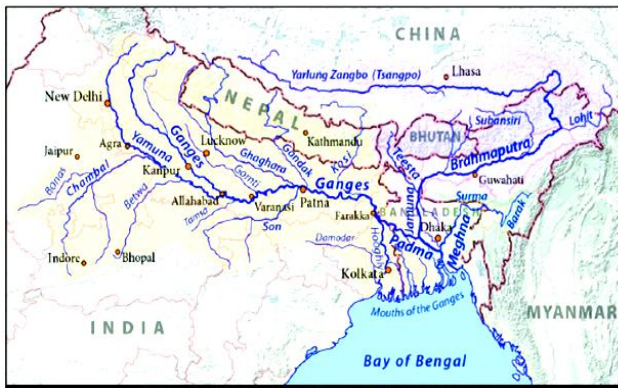 CHINA
Yarlung Zangbo (Tsangpo)
Lhasa
New Delhi
NEPAL
Subansiri
Lohit
BHUTAN
Agra
Yamuna
Ganges
Lucknow
Kathmandu
Brahmaputra
Jaipur
Ghaghara
Gandak
Kosi
Teesta
Guwahati
Banas
Chambal
Kanpur
Gomti
Ganges
Jamuna
Surma
Barak
Betwa
Allahabad
Varanasi
Patna
Farakka
BANGLADESH
Tamsa
Son
Dhaka
Damodar
Hooghly
Padma
Meghna
Indore
Bhopal
Kolkata
Mouths of the Ganges
MYANMAR
INDIA
Bay of Bengal